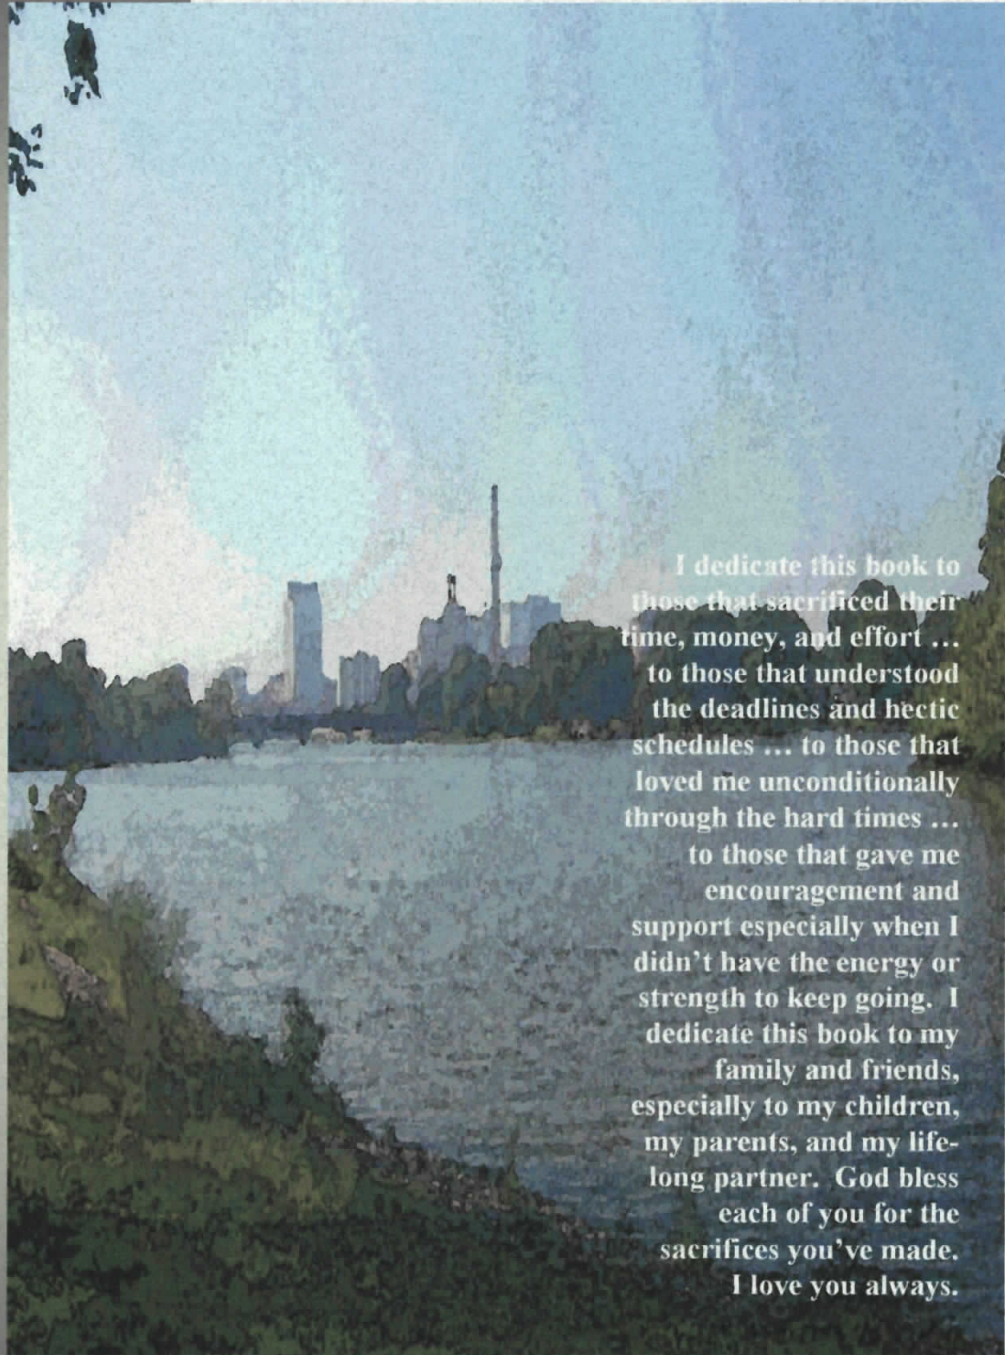 I dedicate this book to
those that sacrificed their
time, money, and effort ...
to those that understood
the deadlines and hectic
schedules ... to those that
loved me unconditionally
through the hard times ...
to those that gave me
encouragement and
support especially when I
didn't have the energy or
strength to keep going.  I
dedicate this book to my
family and friends,
especially to my children,
my parents, and my life-
long partner.  God bless
each of you for the
sacrifices you've made.
I love you always.